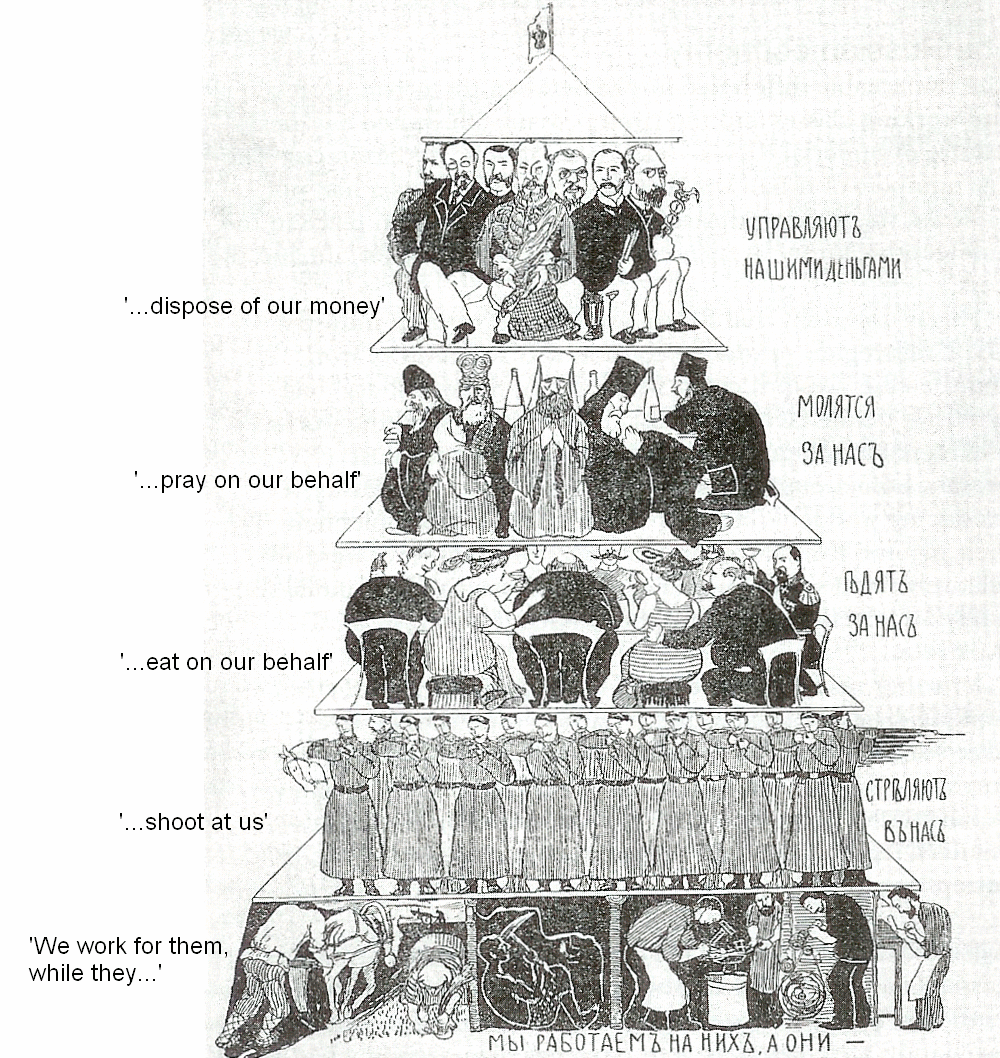 УПРАВЛЯЮТЪ
НАШИМИ ДЕНЬГАМИ
'...dispose of our money'
МОЛЯТСЯ
ЗА НАСЪ
'...pray on our behalf'
ѢДЯТЪ
ЗА НАСЪ
'...eat on our behalf'
СТРѢЛЯЮТЪ
ВЪ НАСЪ
'...shoot at us'
'We work for them,
while they...'
МЫ РАБОТАЕМЪ НА НИХЪ, А ОНИ —